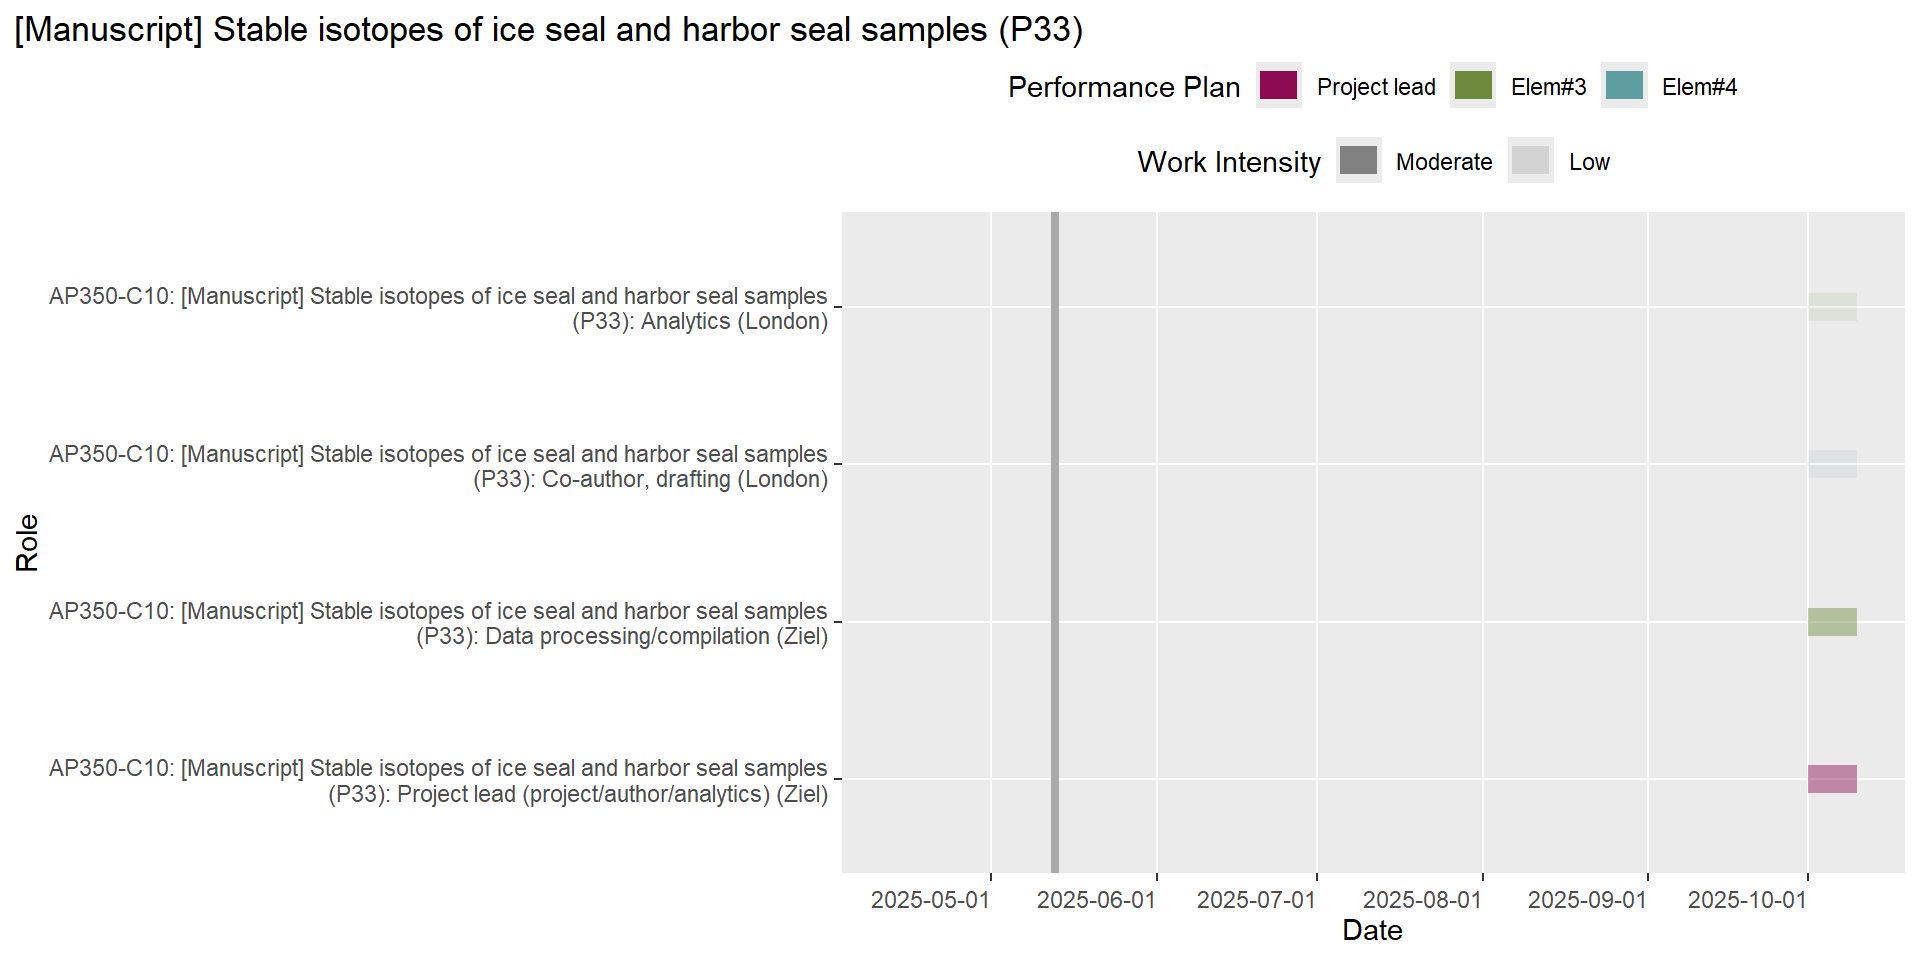 [Manuscript] Stable isotopes of ice seal and harbor seal samples (P33)
Performance Plan Project lead Elem#3 Elem#4
Work Intensity Moderate Low
AP350-C10: [Manuscript] Stable isotopes of ice seal and harbor seal samples
(P33): Analytics (London)
AP350-C10: [Manuscript] Stable isotopes of ice seal and harbor seal samples
(P33): Co-author, drafting (London)
Role
AP350-C10: [Manuscript] Stable isotopes of ice seal and harbor seal samples
(P33): Data processing/compilation (Ziel)
AP350-C10: [Manuscript] Stable isotopes of ice seal and harbor seal samples
(P33): Project lead (project/author/analytics) (Ziel)
2025-05-01 2025-06-01 2025-07-01 2025-08-01 2025-09-01 2025-10-01
Date